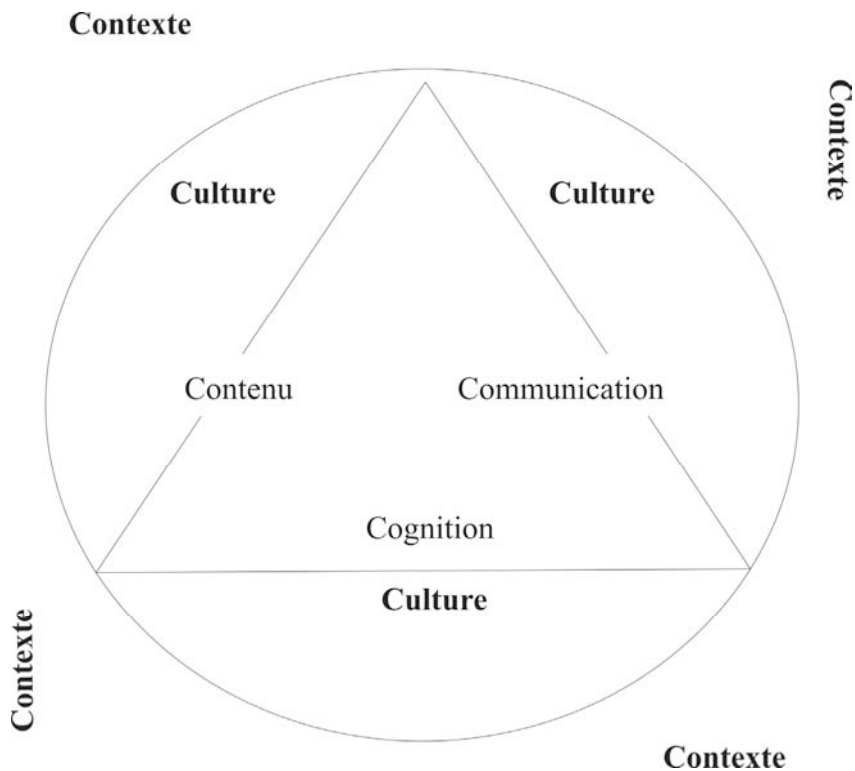 Contexte
Contexte
Culture
Culture
Contenu
Communication
Cognition
Culture
Contexte
Contexte